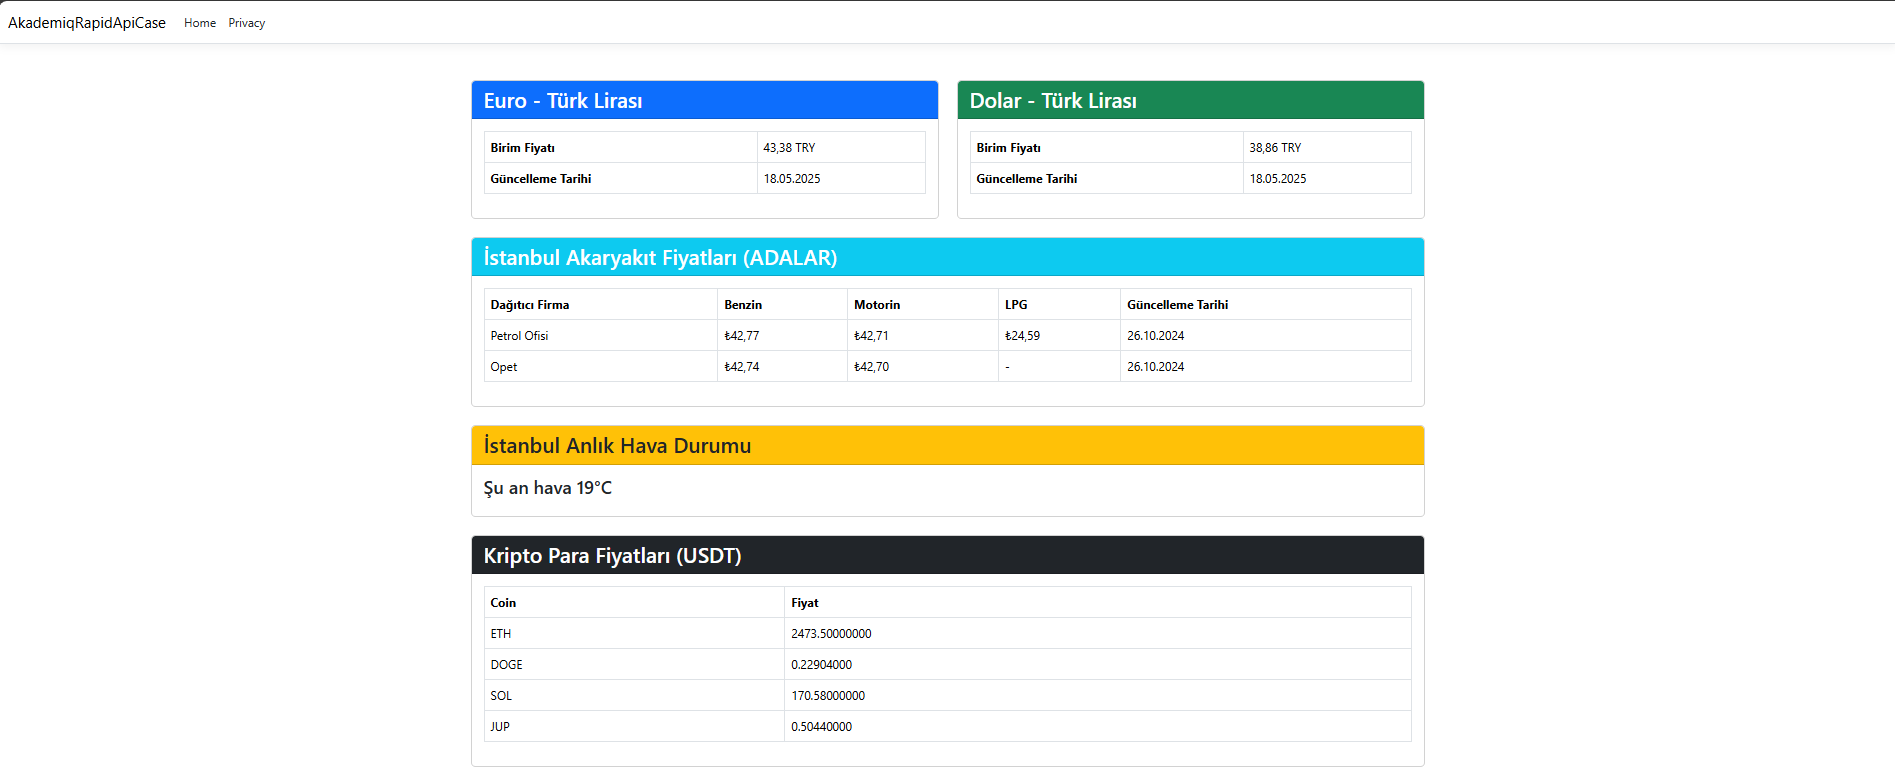 AkademiqRapidApiCase Home Privacy
Euro - Türk Lirası
Birim Fiyatı 43,38 TRY
Güncelleme Tarihi 18.05.2025
Dolar - Türk Lirası
Birim Fiyatı 38,86 TRY
Güncelleme Tarihi 18.05.2025
İstanbul Akaryakıt Fiyatları (ADALAR)
Dağıtıcı Firma Benzin Motorin LPG Güncelleme Tarihi
Petrol Ofisi ₺42,77 ₺42,71 ₺24,59 26.10.2024
Opet ₺42,74 ₺42,70 - 26.10.2024
İstanbul Anlık Hava Durumu
Şu an hava 19°C
Kripto Para Fiyatları (USDT)
Coin Fiyat
ETH 2473.50000000
DOGE 0.22904000
SOL 170.58000000
JUP 0.50440000